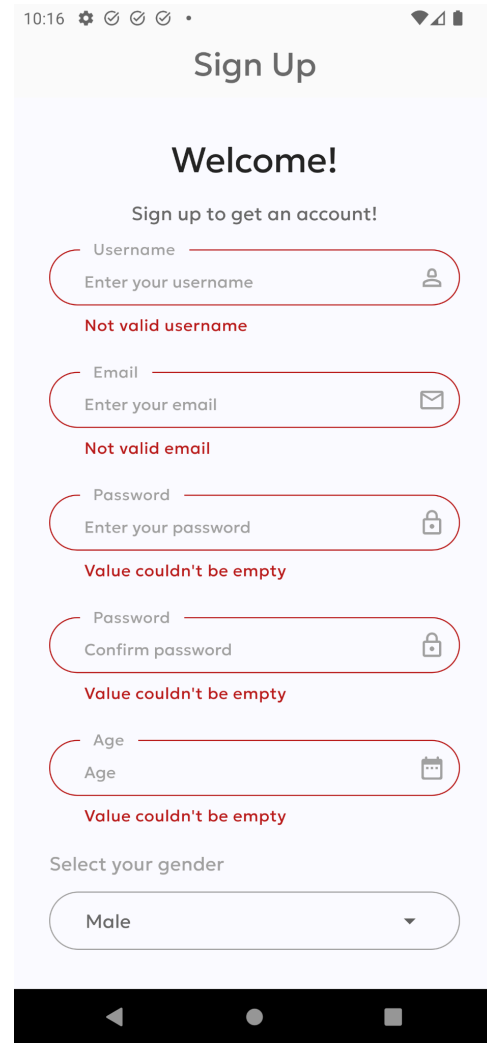 10:16
Sign Up
Welcome!
Sign up to get an account!
Username
Enter your username
Not valid username
Email
Enter your email
Not valid email
Password
Enter your password
Value couldn't be empty
Password
Confirm password
Value couldn't be empty
Age
Age
Value couldn't be empty
Select your gender
Male